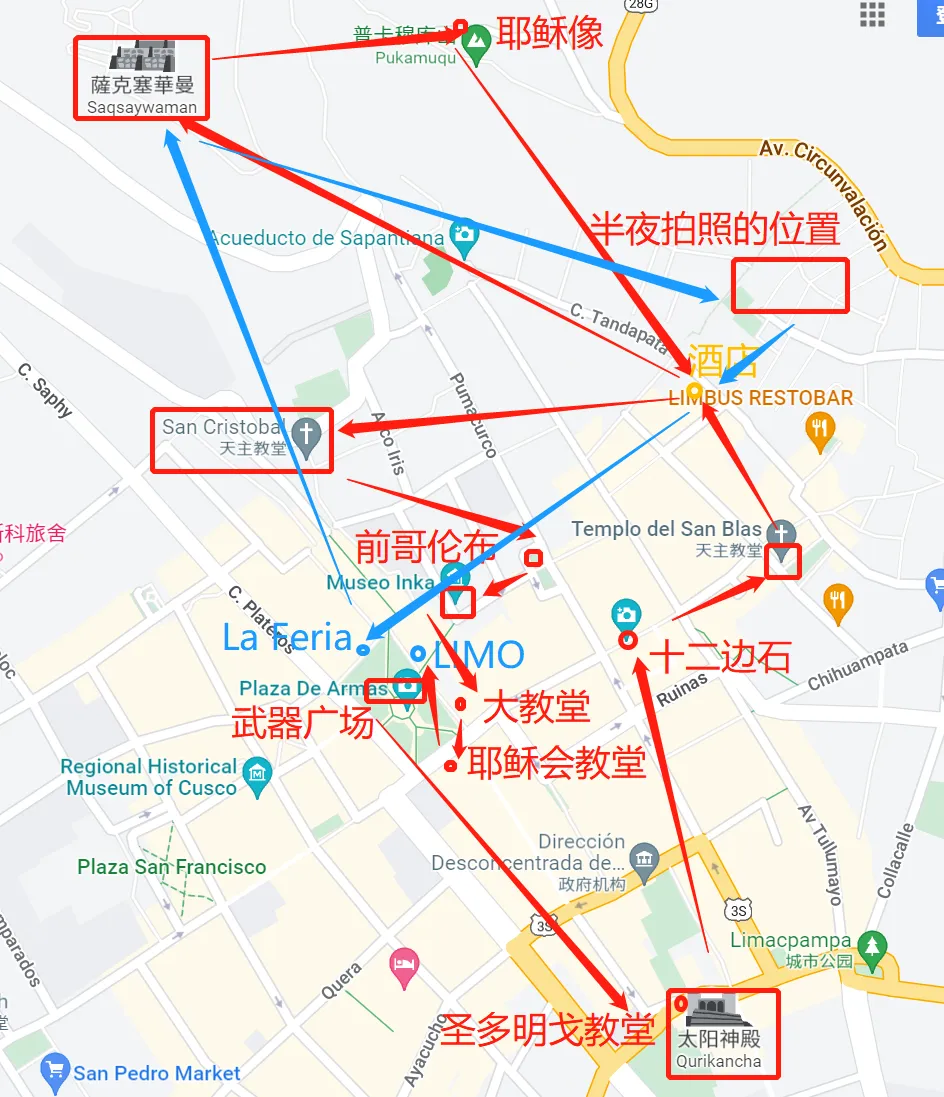 28G
普卡穆库山
Pukamuqu
耶稣像
薩克塞華曼
Saqsaywaman
Av. Circunvalación
半夜拍照的位置
Acueducto de Sapantiana
C. Tandapata
C. Saphy
酒店
LIMBUS RESTOBAR
Pumacurco
Arco Iris
San Cristobal
天主教堂
斯科旅舍
前哥伦布
Templo del San Blas
天主教堂
Museo Inka
C. Plateros
La Feria
LIMO
十二边石
Chihuampata
Ruinas
Plaza De Armas
武器广场
大教堂
耶稣会教堂
Regional Historical
Museum of Cusco
Av Tullumayo
Collacalle
Dirección
Desconcentrada de...
政府机构
Plaza San Francisco
3S
3S
Limacpampa
城市公园
Quera
Ayacucho
圣多明戈教堂
太阳神殿
Qurikancha
San Pedro Market